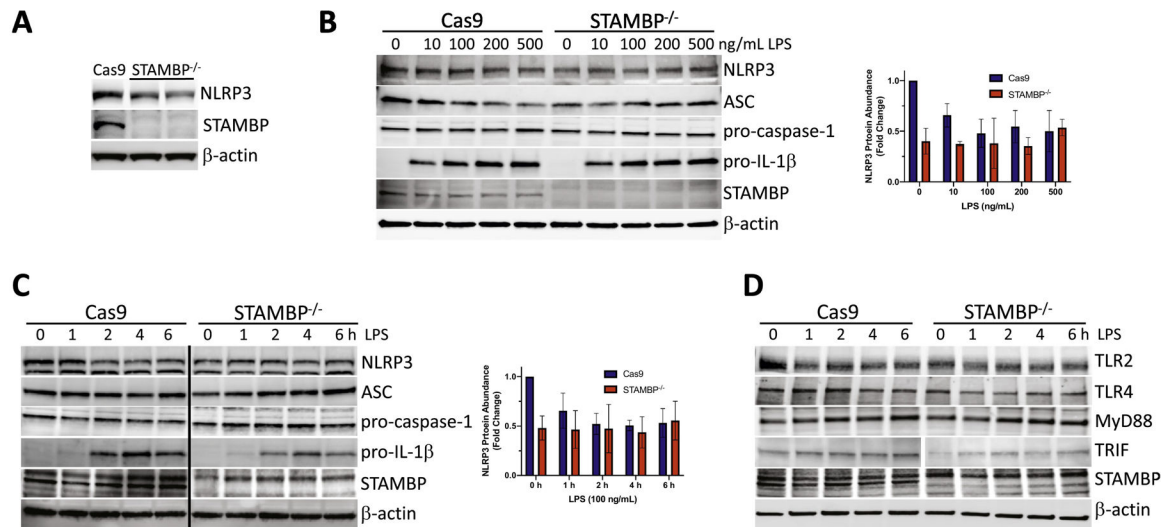 A
Cas9 STAMBP-/-
NLRP3
STAMBP
β-actin
B
Cas9 STAMBP-/-
0 10 100 200 500 0 10 100 200 500 ng/mL LPS
NLRP3
ASC
pro-caspase-1
pro-IL-1β
STAMBP
β-actin
NLRP3 Prtoein Abundance
(Fold Change)
1.0
0.5
0.0
Cas9
STAMBP-/-
0 10 100 200 500
LPS (ng/mL)
C
Cas9 STAMBP-/-
0 1 2 4 6 0 1 2 4 6 h LPS
NLRP3
ASC
pro-caspase-1
pro-IL-1β
STAMBP
β-actin
NLRP3 Prtoein Abundance
(Fold Change)
1.0
0.5
0.0
Cas9
STAMBP-/-
0 h 1 h 2 h 4 h 6 h
LPS (100 ng/mL)
D
Cas9 STAMBP-/-
0 1 2 4 6 0 1 2 4 6 h LPS
TLR2
TLR4
MyD88
TRIF
STAMBP
β-actin